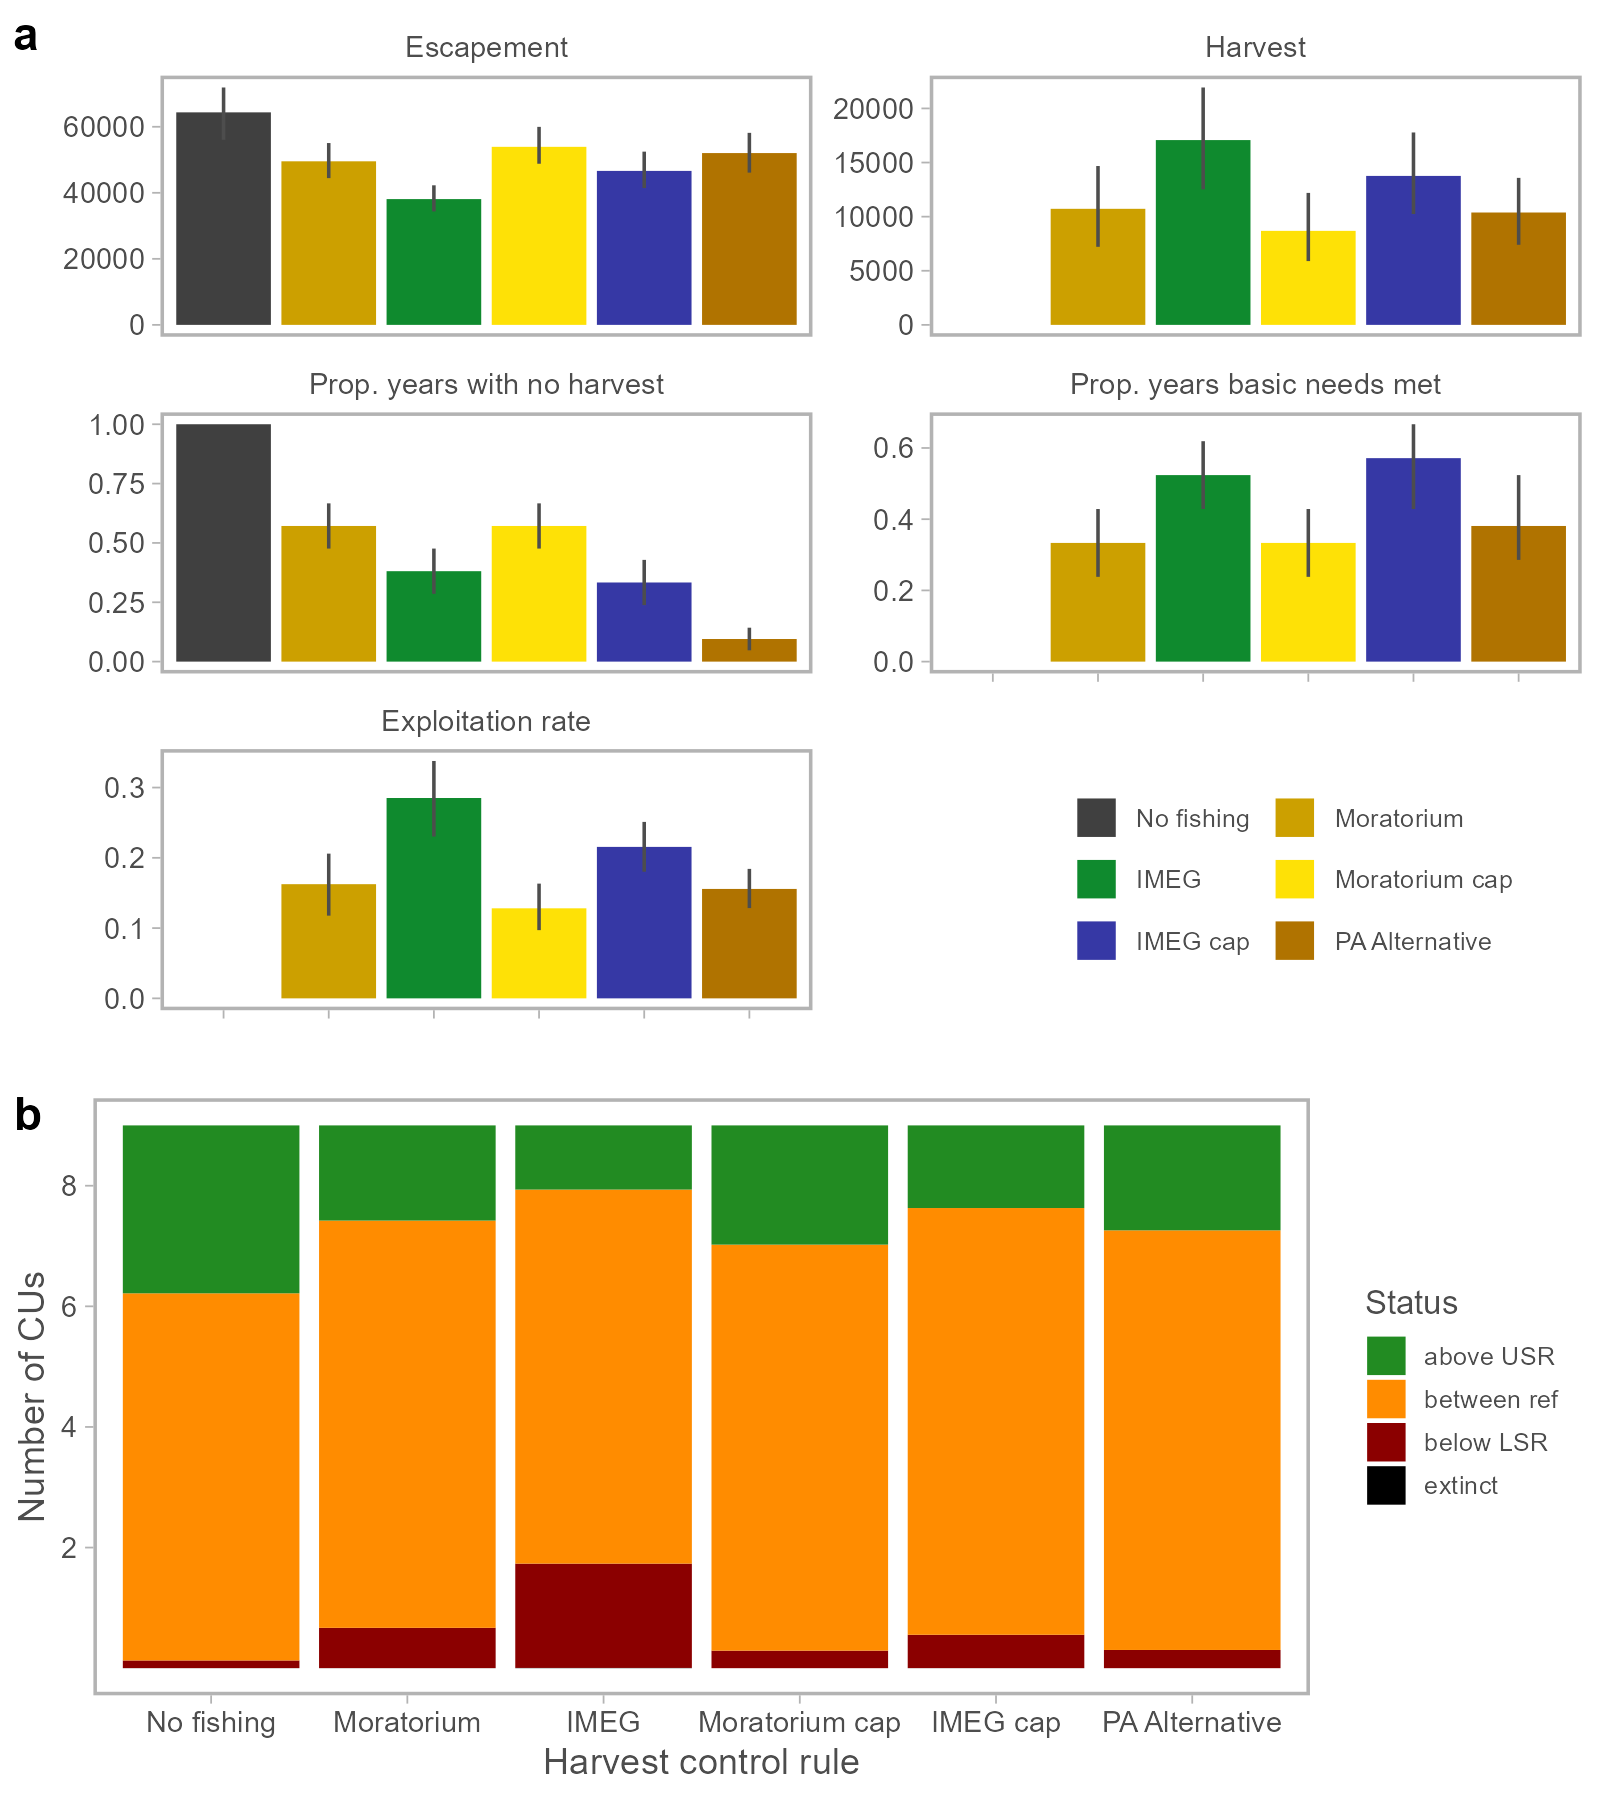 a
Escapement
60000
40000
20000
0
Harvest
20000
15000
10000
5000
0
Prop. years with no harvest
1.00
0.75
0.50
0.25
0.00
Prop. years basic needs met
0.6
0.4
0.2
0.0
Exploitation rate
0.3
0.2
0.1
0.0
No fishing
Moratorium
IMEG
Moratorium cap
IMEG cap
PA Alternative
b
Number of CUs
8
6
4
2
No fishing
Moratorium
IMEG
Moratorium cap
IMEG cap
PA Alternative
Harvest control rule
Status
above USR
between ref
below LSR
extinct